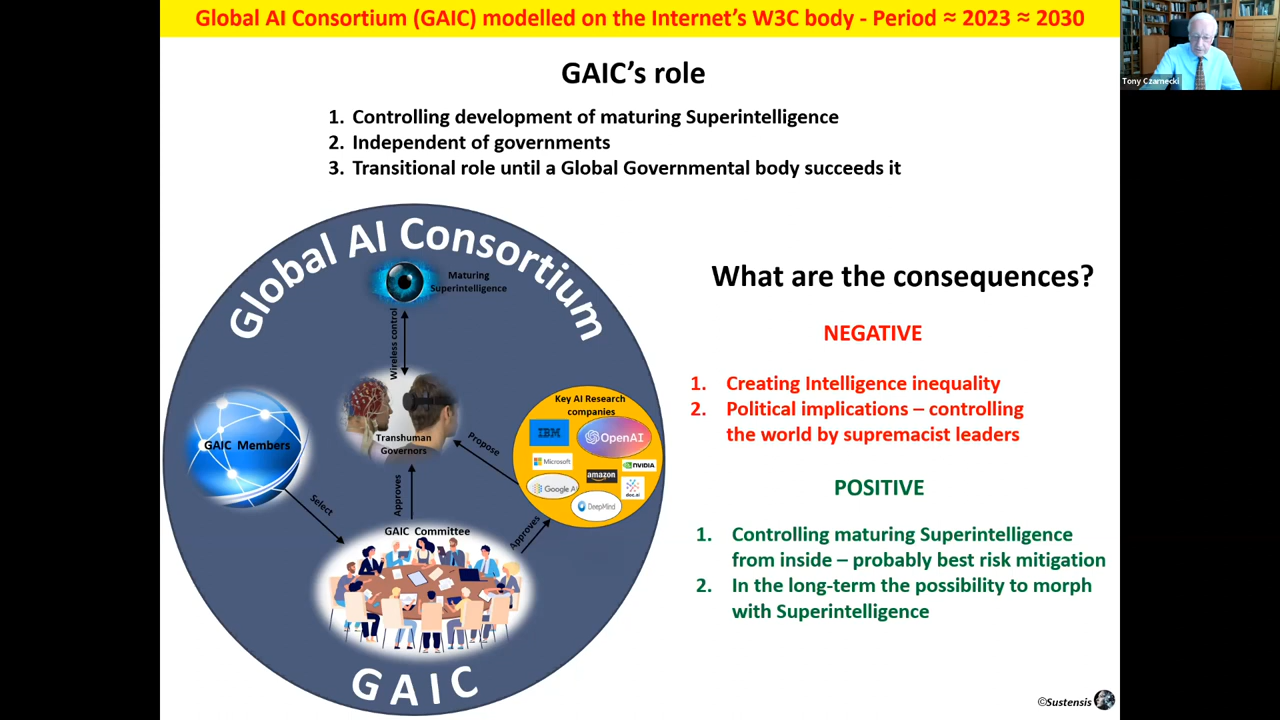 Global AI Consortium (GAIC) modelled on the Internet's W3C body - Period ≈ 2023 ≈ 2030
Tony Czarnecki
GAIC's role
1. Controlling development of maturing Superintelligence
2. Independent of governments
3. Transitional role until a Global Governmental body succeeds it
Global AI Consortium
Maturing
Superintelligence
Wireless control
Transhuman
Governors
GAIC Members
Select
Approves
Propose
Approves
Key AI Research
companies
IBM
OpenAI
Microsoft
NVIDIA
amazon
Google AI
doc.ai
DeepMind
GAIC Committee
GAIC
What are the consequences?
NEGATIVE
1. Creating Intelligence inequality
2. Political implications – controlling
the world by supremacist leaders
POSITIVE
1. Controlling maturing Superintelligence
from inside – probably best risk mitigation
2. In the long-term the possibility to morph
with Superintelligence
©Sustensis